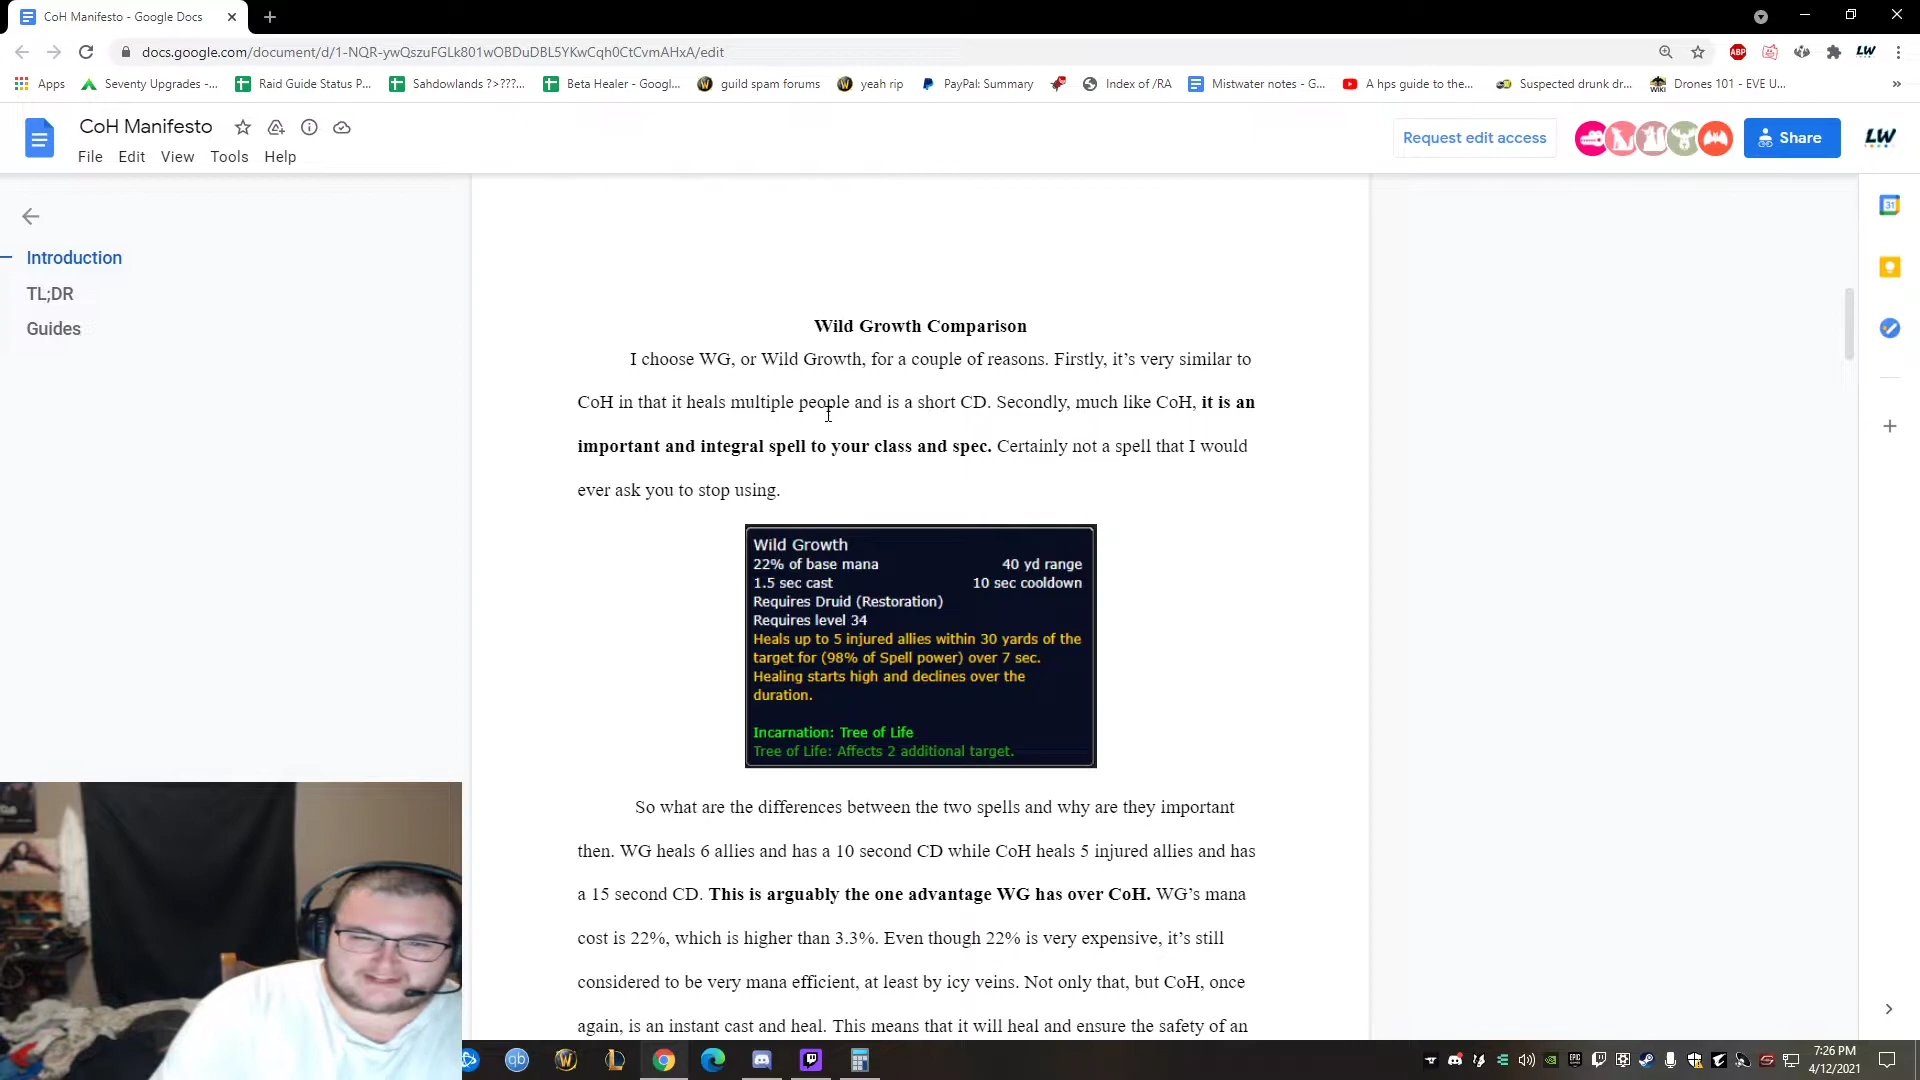 CoH Manifesto - Google Docs
docs.google.com/document/d/1-NQR-ywQszuFGLk801wOBDuDBL5YKwCqh0CtCvmAHxA/edit
ABP
LW
Apps
Seventy Upgrades -...
Raid Guide Status P...
Sahdowlands ?>???...
Beta Healer - Googl...
guild spam forums
yeah rip
PayPal: Summary
Index of /RA
Mistwater notes - G...
A hps guide to the...
Suspected drunk dr...
WIKI
Drones 101 - EVE U...
»
CoH Manifesto
File Edit View Tools Help
Request edit access
Share
LW
31
Introduction
TL;DR
Guides
Wild Growth Comparison
I choose WG, or Wild Growth, for a couple of reasons. Firstly, it's very similar to
CoH in that it heals multiple people and is a short CD. Secondly, much like CoH, it is an
important and integral spell to your class and spec. Certainly not a spell that I would
ever ask you to stop using.
Wild Growth
22% of base mana 40 yd range
1.5 sec cast 10 sec cooldown
Requires Druid (Restoration)
Requires level 34
Heals up to 5 injured allies within 30 yards of the
target for (98% of Spell power) over 7 sec.
Healing starts high and declines over the
duration.
Incarnation: Tree of Life
Tree of Life: Affects 2 additional target.
So what are the differences between the two spells and why are they important
then. WG heals 6 allies and has a 10 second CD while CoH heals 5 injured allies and has
a 15 second CD. This is arguably the one advantage WG has over CoH. WG's mana
cost is 22%, which is higher than 3.3%. Even though 22% is very expensive, it's still
considered to be very mana efficient, at least by icy veins. Not only that, but CoH, once
again, is an instant cast and heal. This means that it will heal and ensure the safety of an
qb
W
L
EPIC
7:26 PM
4/12/2021